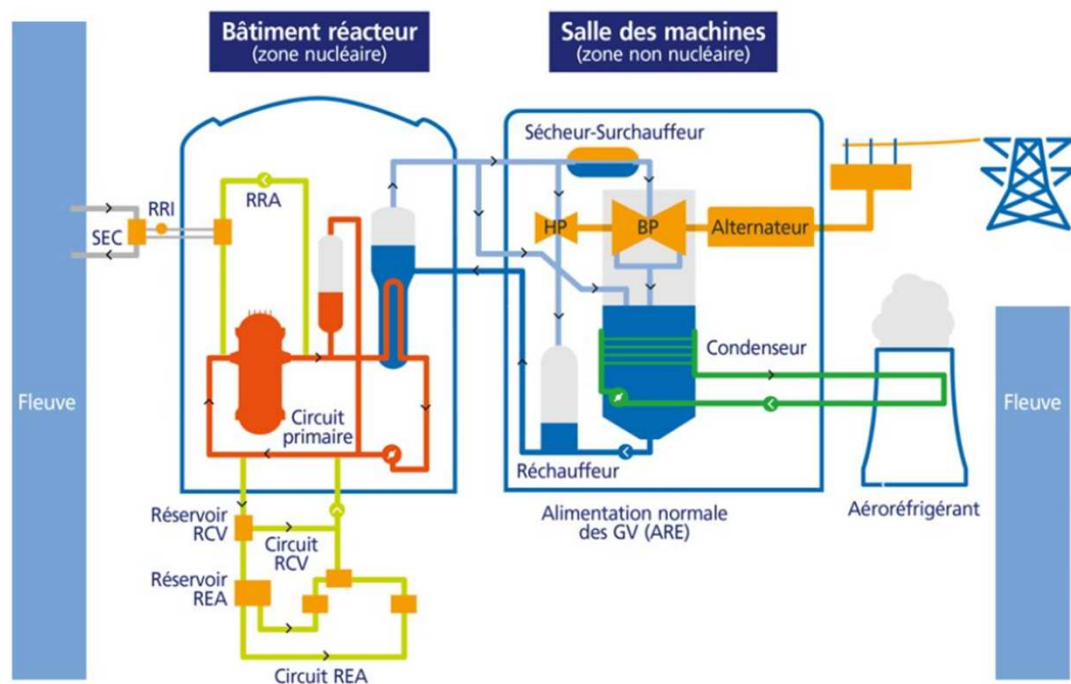 Bâtiment réacteur
(zone nucléaire)
Salle des machines
(zone non nucléaire)
Sécheur-Surchauffeur
RRI
RRA
SEC
HP
BP
Alternateur
Condenseur
Fleuve
Fleuve
Circuit
primaire
Réchauffeur
Aéroréfrigérant
Alimentation normale
des GV (ARE)
Réservoir
RCV
Circuit
RCV
Réservoir
REA
Circuit REA